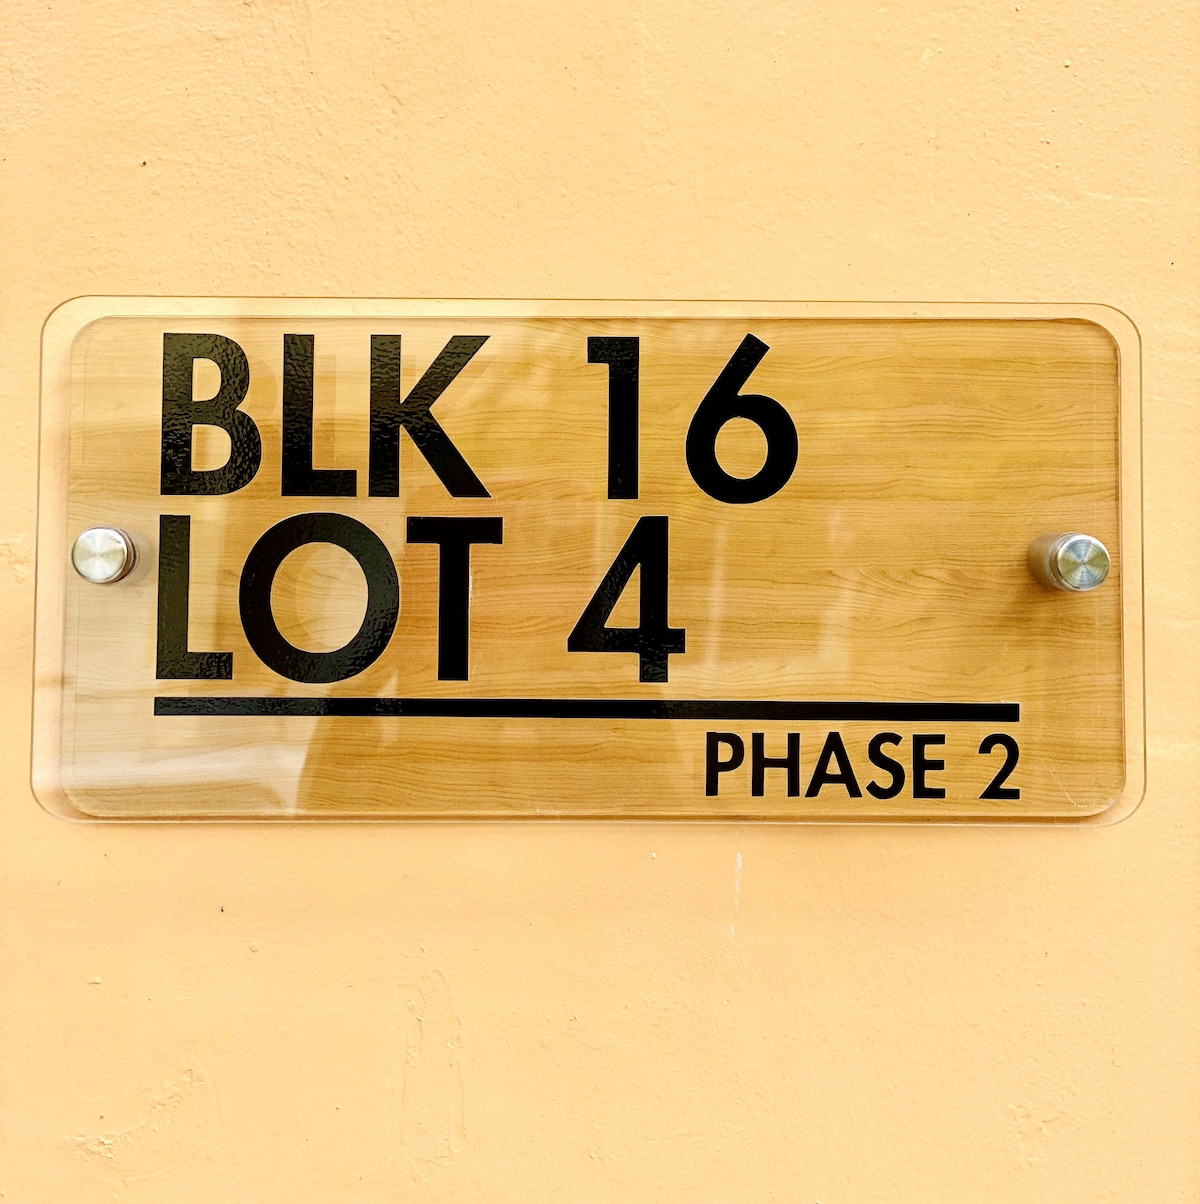 BLK 16
LOT 4
PHASE 2